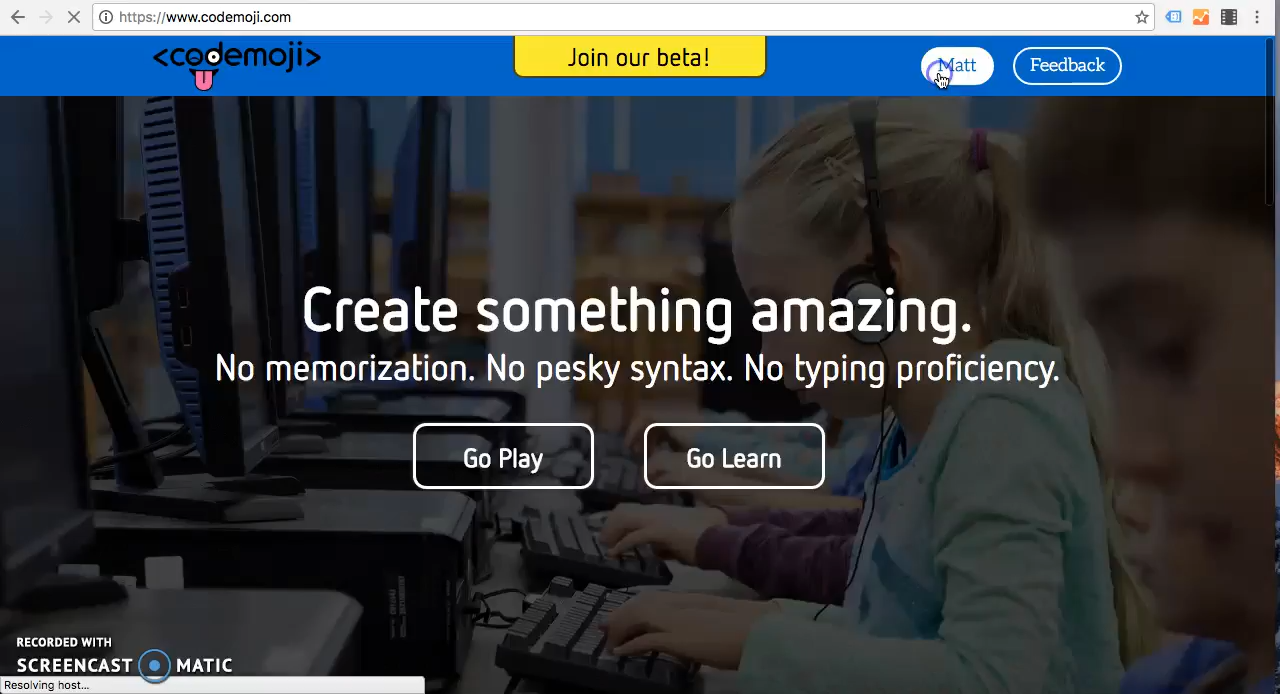 https://www.codemoji.com
<codemoji>
Join our beta!
Matt
Feedback
Create something amazing.
No memorization. No pesky syntax. No typing proficiency.
Go Play
Go Learn
RECORDED WITH
SCREENCAST MATIC
Resolving host...